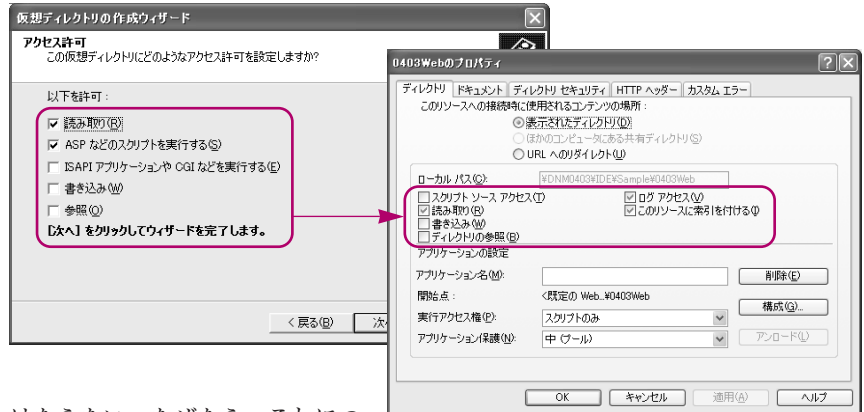 仮想ディレクトリの作成ウィザード
アクセス許可
この仮想ディレクトリにどのようなアクセス許可を設定しますか?
以下を許可:
読み取り(R)
ASP などのスクリプトを実行する(S)
ISAPI アプリケーションや CGI などを実行する(E)
書き込み(W)
参照(O)
[次へ] をクリックしてウィザードを完了します。
< 戻る(B)
0403Webのプロパティ
ディレクトリ ドキュメント ディレクトリ セキュリティ HTTP ヘッダー カスタム エラー
このリソースへの接続時に使用されるコンテンツの場所:
表示されたディレクトリ(D)
ほかのコンピュータにある共有ディレクトリ(S)
URL へのリダイレクト(U)
ローカル パス(C): ¥DNM0403¥IDE¥Sample¥0403Web
スクリプト ソース アクセス(T) ログ アクセス(V)
読み取り(R) このリソースに索引を付ける(I)
書き込み(W)
ディレクトリの参照(B)
アプリケーションの設定
アプリケーション名(M): 削除(E)
開始点: <既定の Web..¥0403Web
構成(G)...
実行アクセス権(P): スクリプトのみ
アプリケーション保護(N): 中 (プール) アンロード(L)
OK キャンセル 適用(A) ヘルプ